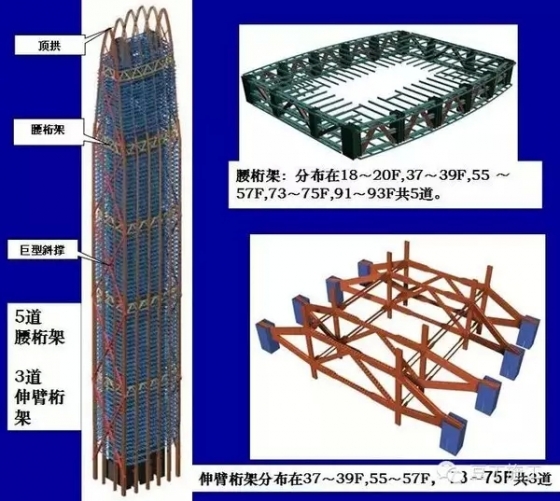 顶拱
腰桁架
巨型斜撑
5道
腰桁架
3道
伸臂桁
架
腰桁架：分布在18～20F,37～39F,55 ～
57F,73～75F,91～93F共5道。
伸臂桁架分布在37～39F,55～57F, 3～75F共3道